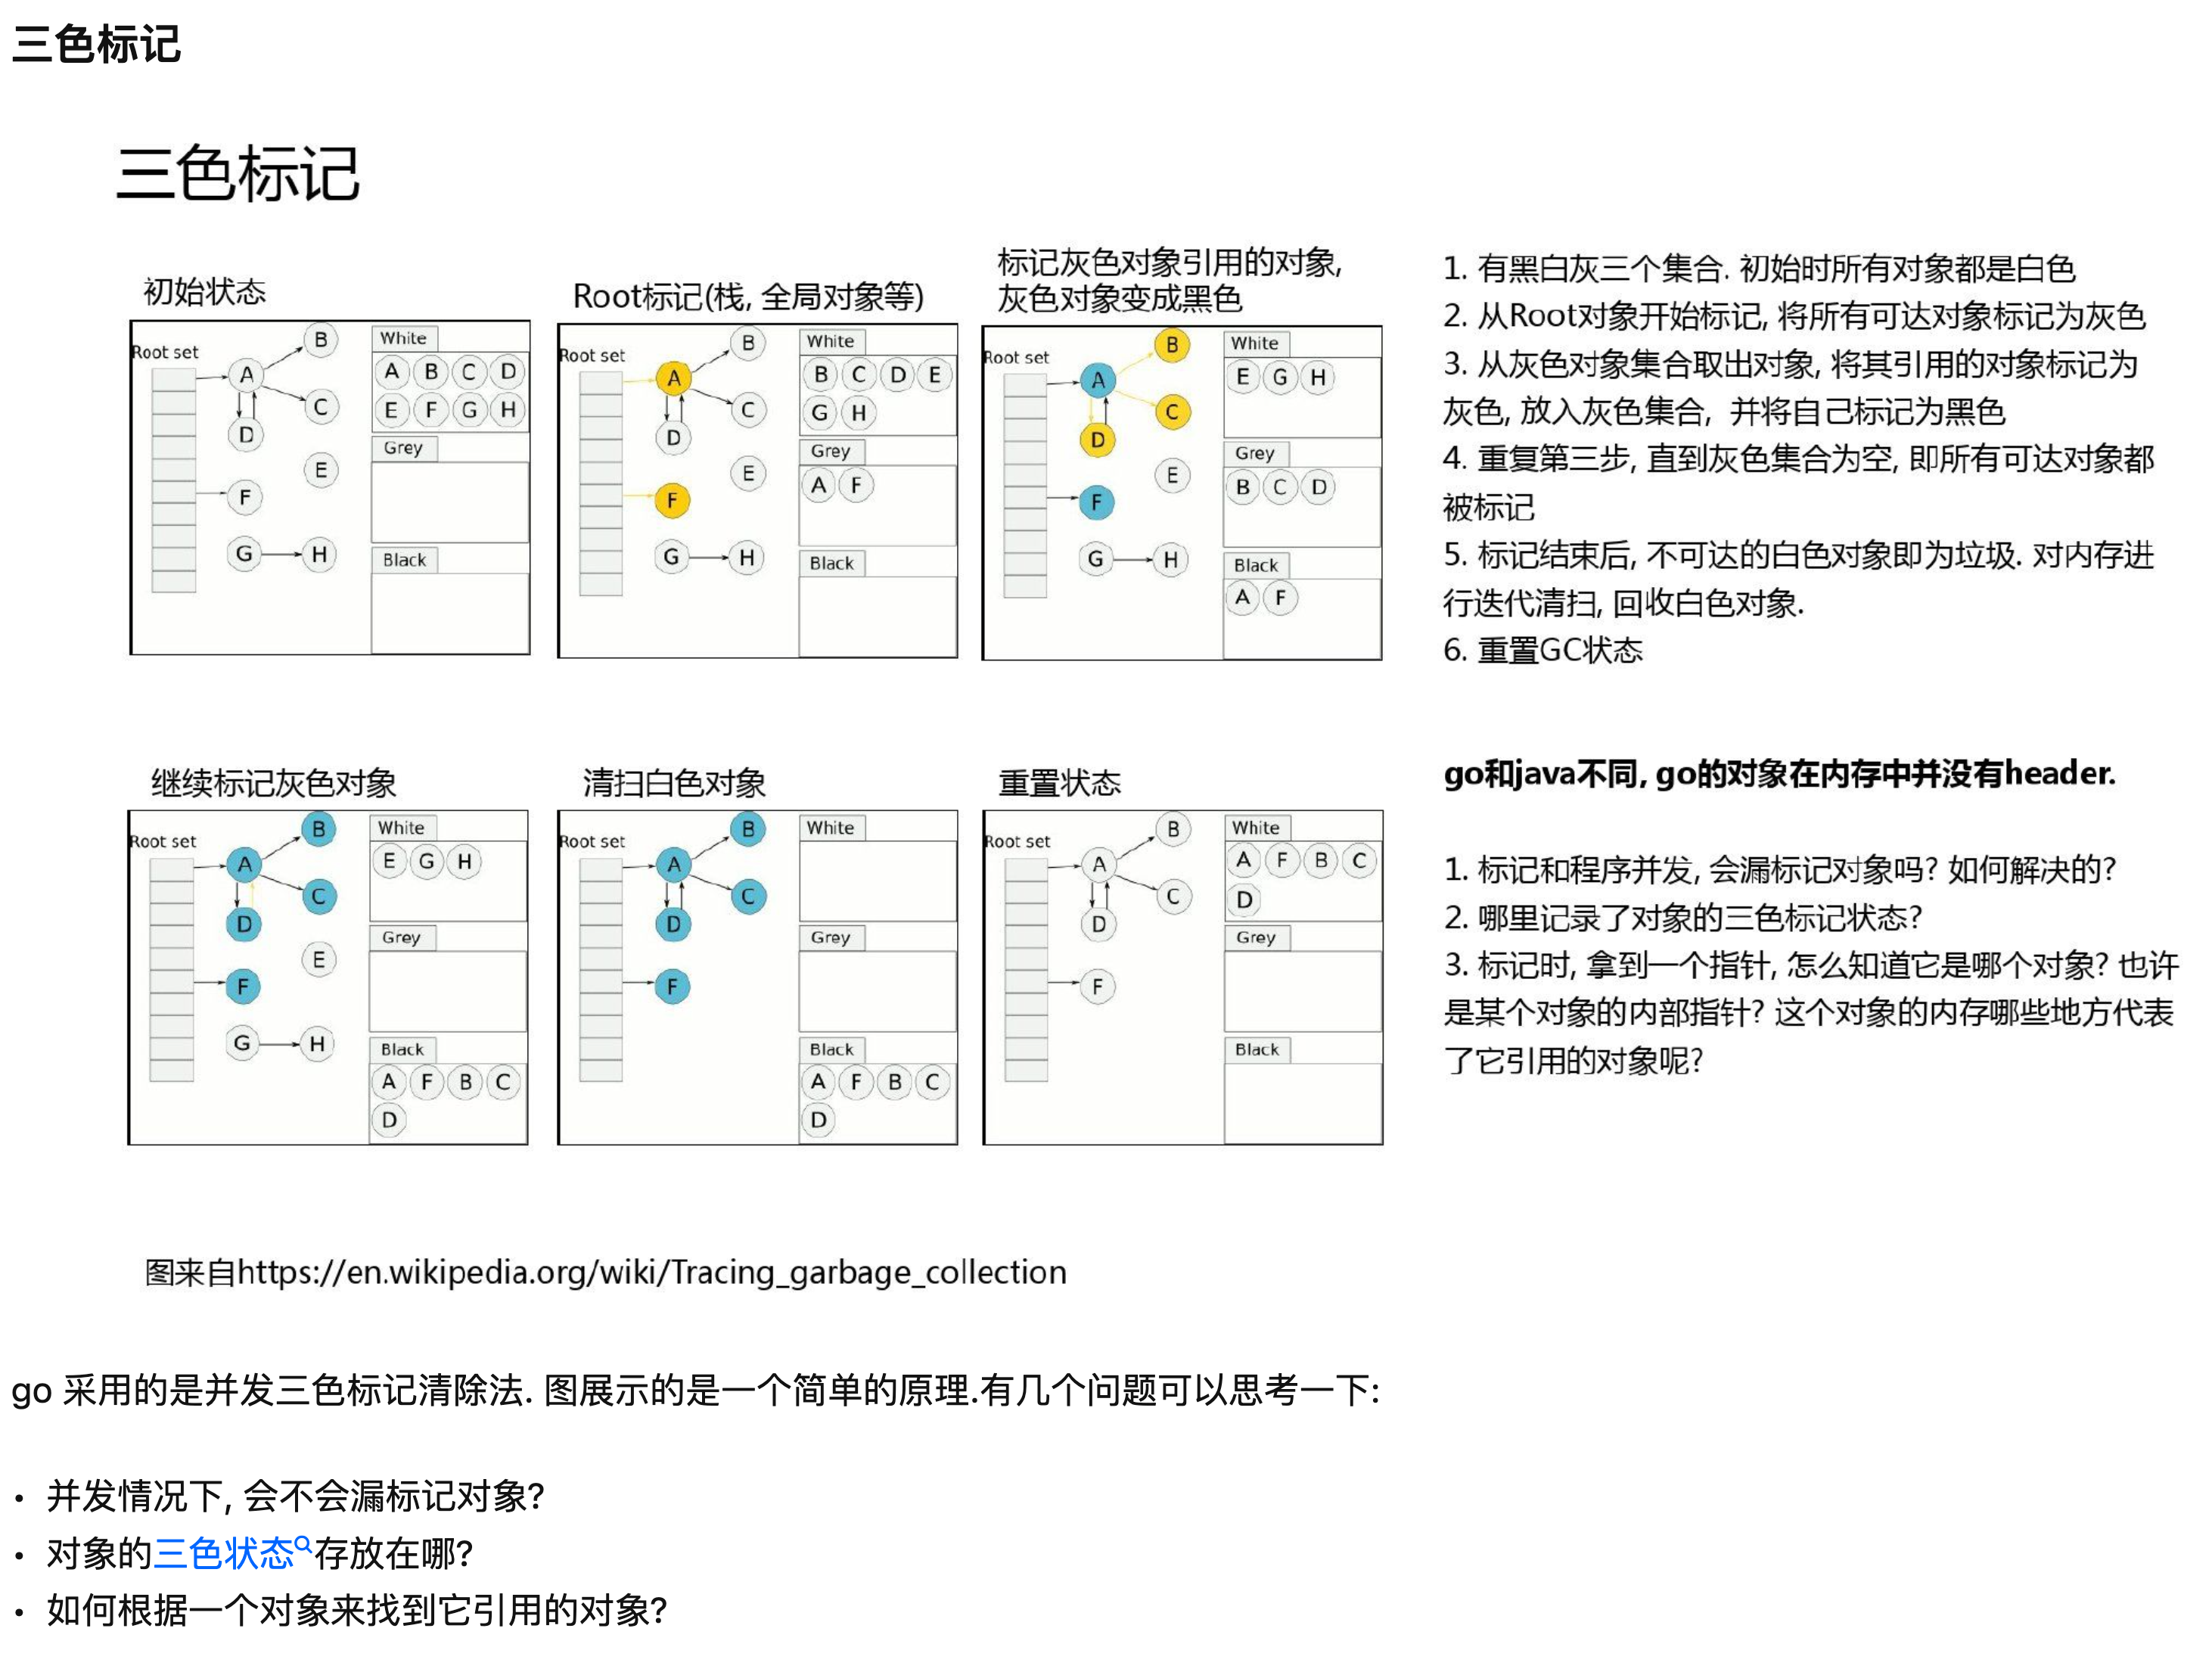 三色标记
三色标记
初始状态
Root set
A
B
C
D
E
F
G
H
White
A B C D
E F G H
Grey
Black
Root标记(栈, 全局对象等)
Root set
A
B
C
D
E
F
G
H
White
B C D E
G H
Grey
A F
Black
标记灰色对象引用的对象,
灰色对象变成黑色
Root set
A
B
C
D
E
F
G
H
White
E G H
Grey
B C D
Black
A F
1. 有黑白灰三个集合. 初始时所有对象都是白色
2. 从Root对象开始标记, 将所有可达对象标记为灰色
3. 从灰色对象集合取出对象, 将其引用的对象标记为
灰色, 放入灰色集合, 并将自己标记为黑色
4. 重复第三步, 直到灰色集合为空, 即所有可达对象都
被标记
5. 标记结束后, 不可达的白色对象即为垃圾. 对内存进
行迭代清扫, 回收白色对象.
6. 重置GC状态
继续标记灰色对象
Root set
A
B
C
D
E
F
G
H
White
E G H
Grey
Black
A F B C
D
清扫白色对象
Root set
A
B
C
D
F
White
Grey
Black
A F B C
D
重置状态
Root set
A
B
C
D
F
White
A F B C
D
Grey
Black
go和java不同, go的对象在内存中并没有header.
1. 标记和程序并发, 会漏标记对象吗? 如何解决的?
2. 哪里记录了对象的三色标记状态?
3. 标记时, 拿到一个指针, 怎么知道它是哪个对象? 也许
是某个对象的内部指针? 这个对象的内存哪些地方代表
了它引用的对象呢?
图来自https://en.wikipedia.org/wiki/Tracing_garbage_collection
go 采用的是并发三色标记清除法. 图展示的是一个简单的原理.有几个问题可以思考一下:
• 并发情况下, 会不会漏标记对象?
• 对象的三色状态存放在哪?
• 如何根据一个对象来找到它引用的对象?